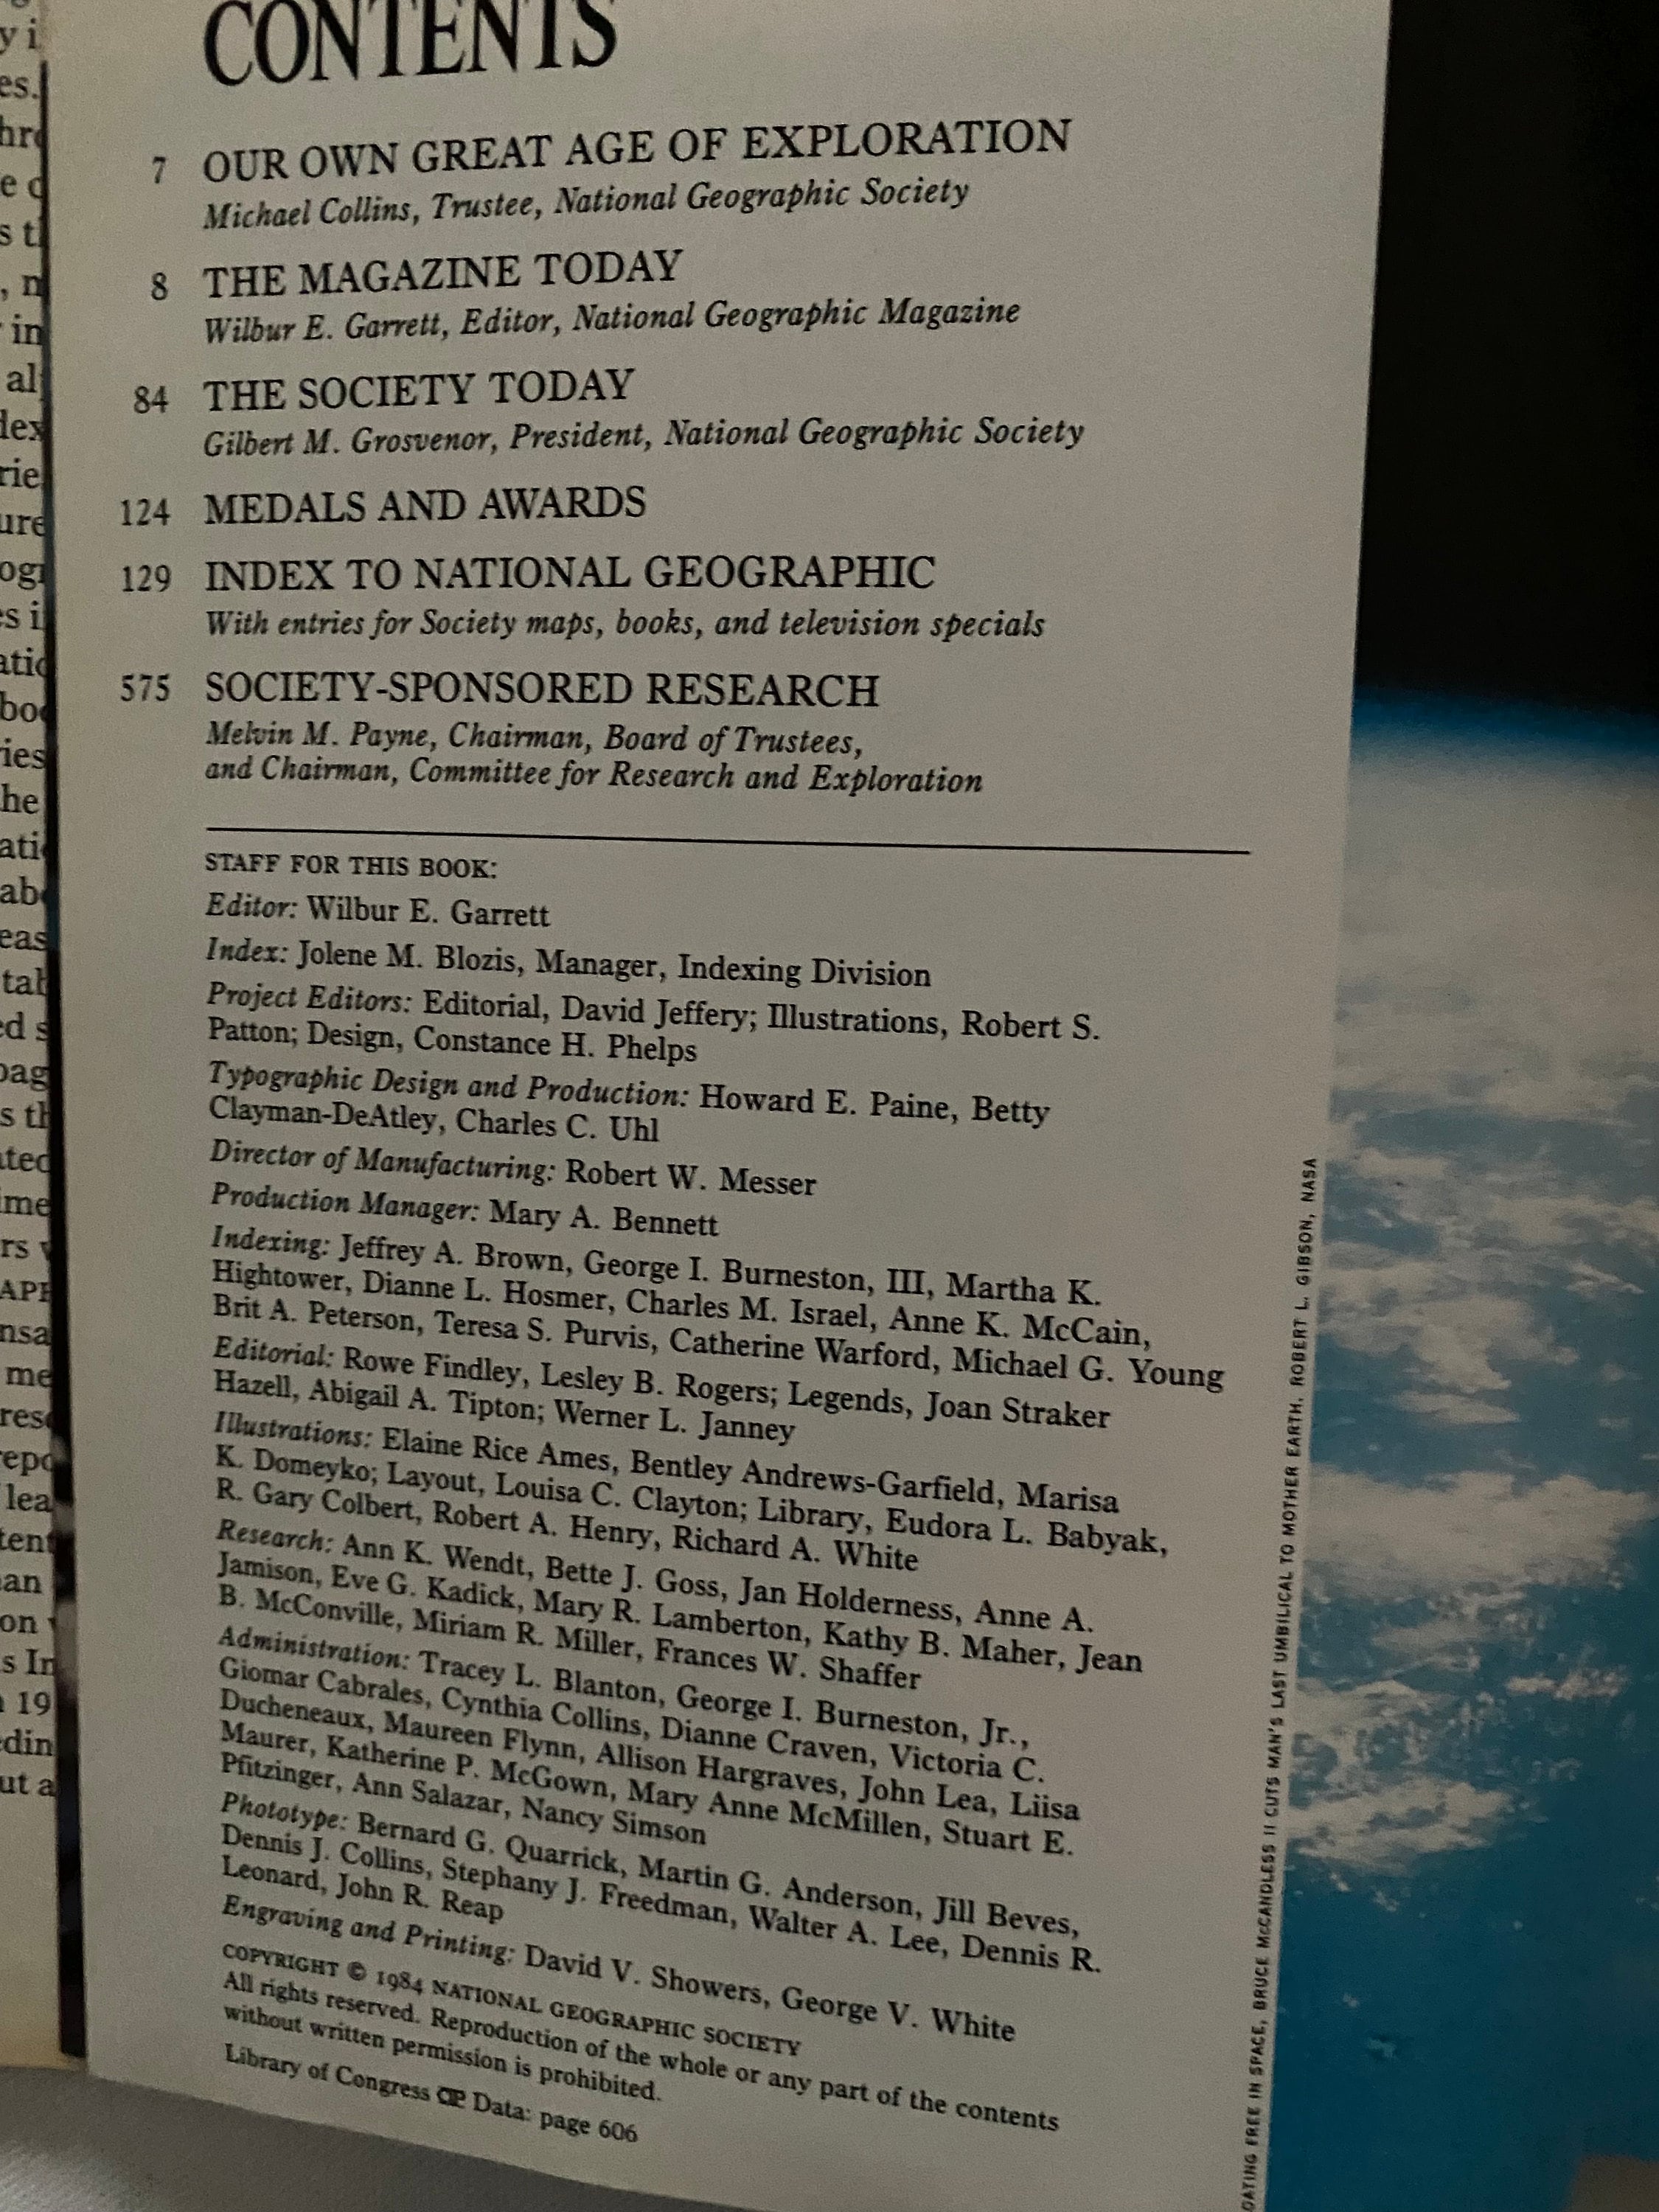 CONTENTS
7 OUR OWN GREAT AGE OF EXPLORATION
Michael Collins, Trustee, National Geographic Society
8 THE MAGAZINE TODAY
Wilbur E. Garrett, Editor, National Geographic Magazine
84 THE SOCIETY TODAY
Gilbert M. Grosvenor, President, National Geographic Society
124 MEDALS AND AWARDS
129 INDEX TO NATIONAL GEOGRAPHIC
With entries for Society maps, books, and television specials
575 SOCIETY-SPONSORED RESEARCH
Melvin M. Payne, Chairman, Board of Trustees,
and Chairman, Committee for Research and Exploration
STAFF FOR THIS BOOK:
Editor: Wilbur E. Garrett
Index: Jolene M. Blozis, Manager, Indexing Division
Project Editors: Editorial, David Jeffery; Illustrations, Robert S.
Patton; Design, Constance H. Phelps
Typographic Design and Production: Howard E. Paine, Betty
Clayman-DeAtley, Charles C. Uhl
Director of Manufacturing: Robert W. Messer
Production Manager: Mary A. Bennett
Indexing: Jeffrey A. Brown, George I. Burneston, III, Martha K.
Hightower, Dianne L. Hosmer, Charles M. Israel, Anne K. McCain,
Brit A. Peterson, Teresa S. Purvis, Catherine Warford, Michael G. Young
Editorial: Rowe Findley, Lesley B. Rogers; Legends, Joan Straker
Hazell, Abigail A. Tipton; Werner L. Janney
Illustrations: Elaine Rice Ames, Bentley Andrews-Garfield, Marisa
K. Domeyko; Layout, Louisa C. Clayton; Library, Eudora L. Babyak,
R. Gary Colbert, Robert A. Henry, Richard A. White
Research: Ann K. Wendt, Bette J. Goss, Jan Holderness, Anne A.
Jamison, Eve G. Kadick, Mary R. Lamberton, Kathy B. Maher, Jean
B. McConville, Miriam R. Miller, Frances W. Shaffer
Administration: Tracey L. Blanton, George I. Burneston, Jr.,
Giomar Cabrales, Cynthia Collins, Dianne Craven, Victoria C.
Ducheneaux, Maureen Flynn, Allison Hargraves, John Lea, Liisa
Maurer, Katherine P. McGown, Mary Anne McMillen, Stuart E.
Pfitzinger, Ann Salazar, Nancy Simson
Phototype: Bernard G. Quarrick, Martin G. Anderson, Jill Beves,
Dennis J. Collins, Stephany J. Freedman, Walter A. Lee, Dennis R.
Leonard, John R. Reap
Engraving and Printing: David V. Showers, George V. White
COPYRIGHT © 1984 NATIONAL GEOGRAPHIC SOCIETY
All rights reserved. Reproduction of the whole or any part of the contents
without written permission is prohibited.
Library of Congress CIP Data: page 606
OATING FREE IN SPACE, BRUCE McCANDLESS II CUTS MAN'S LAST UMBILICAL TO MOTHER EARTH. ROBERT L. GIBSON, NASA